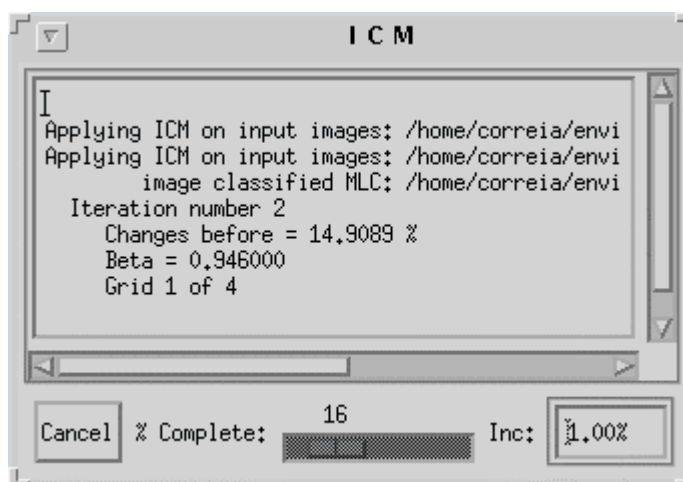 I C M
Applying ICM on input images: /home/correia/envi
Applying ICM on input images: /home/correia/envi
image classified MLC: /home/correia/envi
Iteration number 2
Changes before = 14.9089 %
Beta = 0.946000
Grid 1 of 4
16
Cancel % Complete: Inc: 1.00%